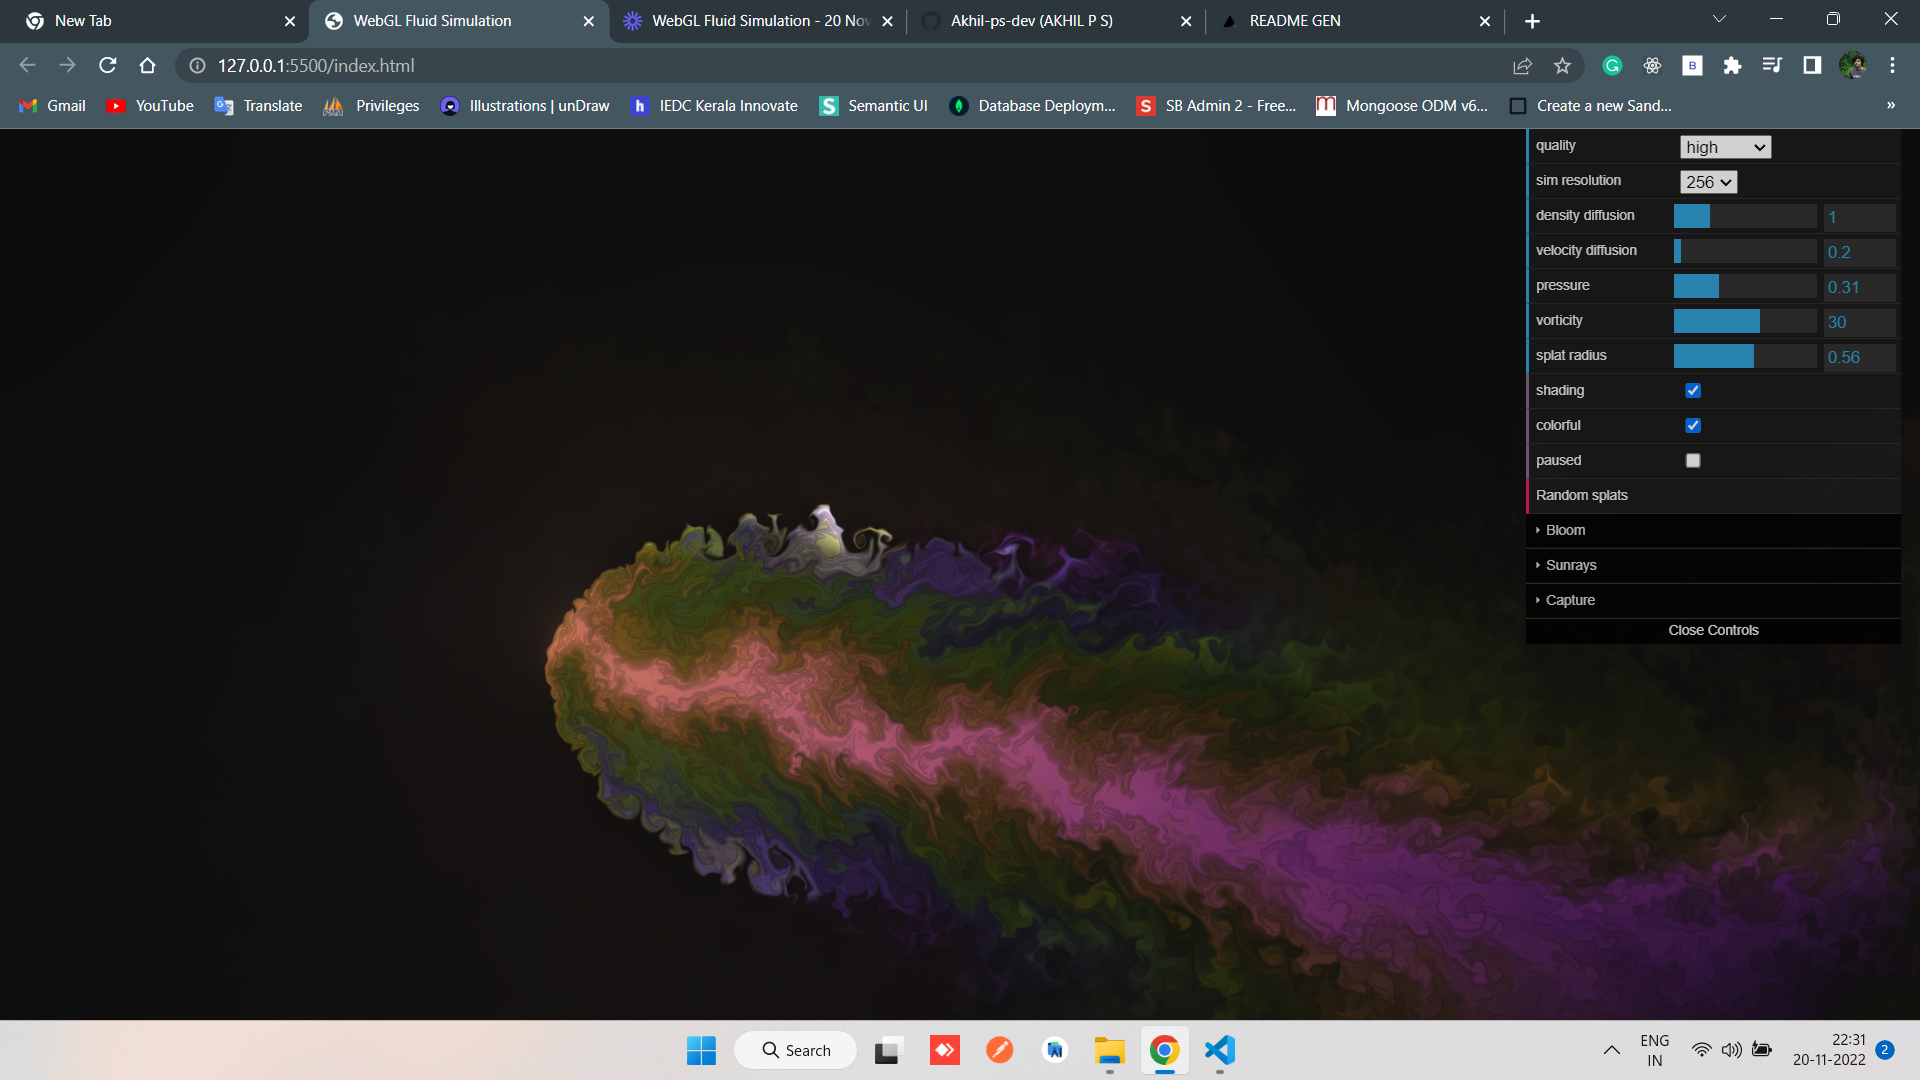 New Tab
WebGL Fluid Simulation
WebGL Fluid Simulation - 20 Nov
Akhil-ps-dev (AKHIL P S)
README GEN
127.0.0.1:5500/index.html
Gmail
YouTube
Translate
Privileges
Illustrations | unDraw
IEDC Kerala Innovate
Semantic UI
Database Deploym...
SB Admin 2 - Free...
Mongoose ODM v6...
Create a new Sand...
»
quality high
sim resolution 256
density diffusion 1
velocity diffusion 0.2
pressure 0.31
vorticity 30
splat radius 0.56
shading
colorful
paused
Random splats
Bloom
Sunrays
Capture
Close Controls
Search
ENG
IN
22:31
20-11-2022
2